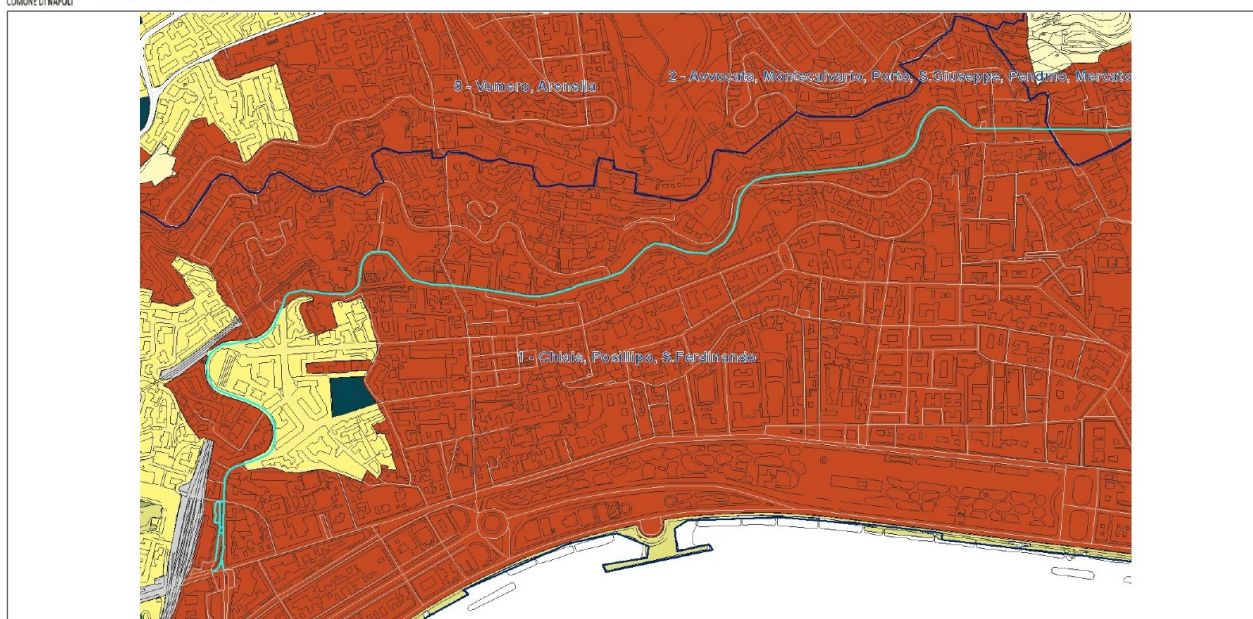 COMUNE DI NAPOLI
2 - Avvocata, Montecalvario, Porto, S.Giuseppe, Pendino, Mercato
5 - Vomero, Arenella
1 - Chiaia, Posillipo, S.Ferdinando